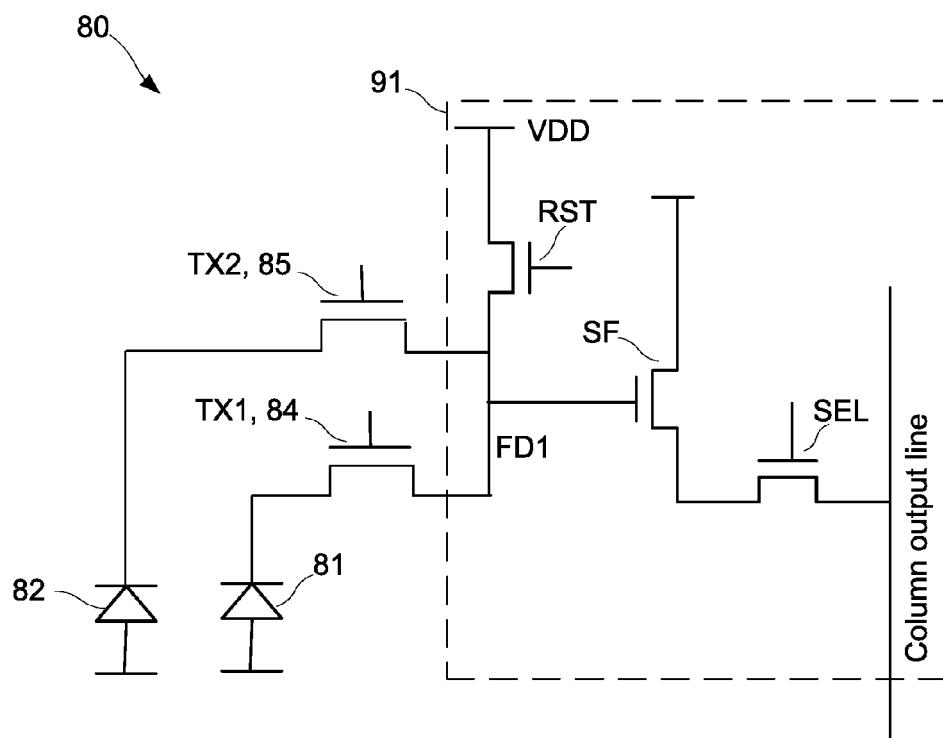 80
91
VDD
RST
TX2, 85
SF
TX1, 84
SEL
FD1
82
81
Column output line